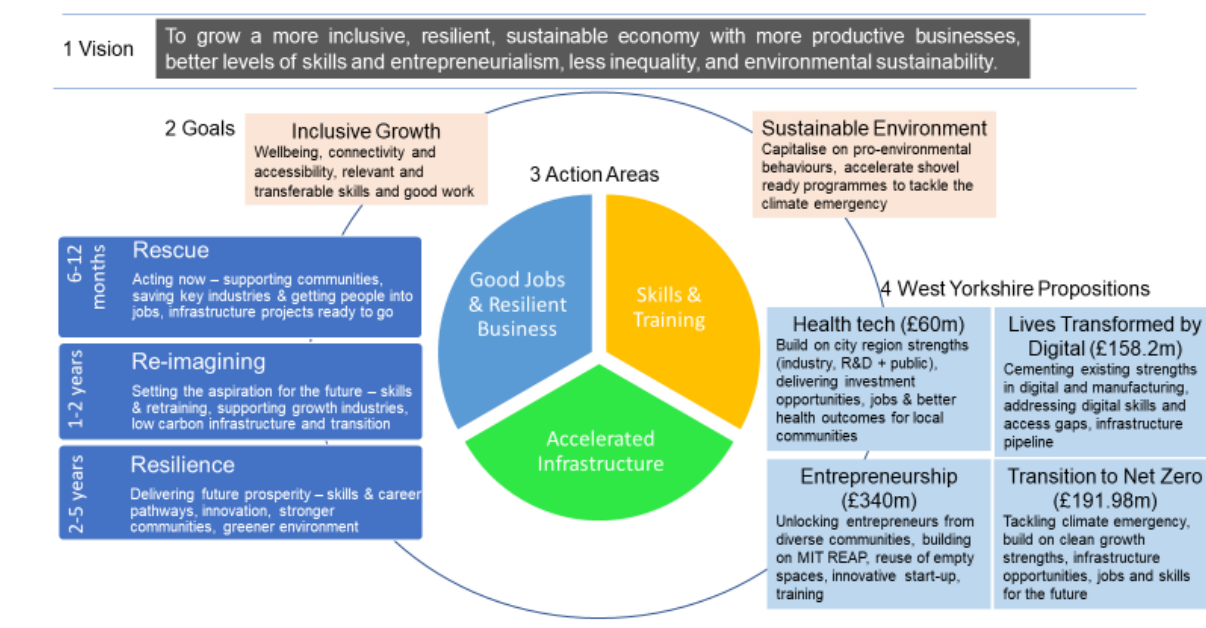 1 Vision
To grow a more inclusive, resilient, sustainable economy with more productive businesses,
better levels of skills and entrepreneurialism, less inequality, and environmental sustainability.
2 Goals
Inclusive Growth
Wellbeing, connectivity and
accessibility, relevant and
transferable skills and good work
Sustainable Environment
Capitalise on pro-environmental
behaviours, accelerate shovel
ready programmes to tackle the
climate emergency
3 Action Areas
Good Jobs
& Resilient
Business
Skills &
Training
Accelerated
Infrastructure
6-12
months
Rescue
Acting now – supporting communities,
saving key industries & getting people into
jobs, infrastructure projects ready to go
1-2 years
Re-imagining
Setting the aspiration for the future – skills
& retraining, supporting growth industries,
low carbon infrastructure and transition
2-5 years
Resilience
Delivering future prosperity – skills & career
pathways, innovation, stronger
communities, greener environment
4 West Yorkshire Propositions
Health tech (£60m)
Build on city region strengths
(industry, R&D + public),
delivering investment
opportunities, jobs & better
health outcomes for local
communities
Lives Transformed by
Digital (£158.2m)
Cementing existing strengths
in digital and manufacturing,
addressing digital skills and
access gaps, infrastructure
pipeline
Entrepreneurship
(£340m)
Unlocking entrepreneurs from
diverse communities, building
on MIT REAP, reuse of empty
spaces, innovative start-up,
training
Transition to Net Zero
(£191.98m)
Tackling climate emergency,
build on clean growth
strengths, infrastructure
opportunities, jobs and skills
for the future